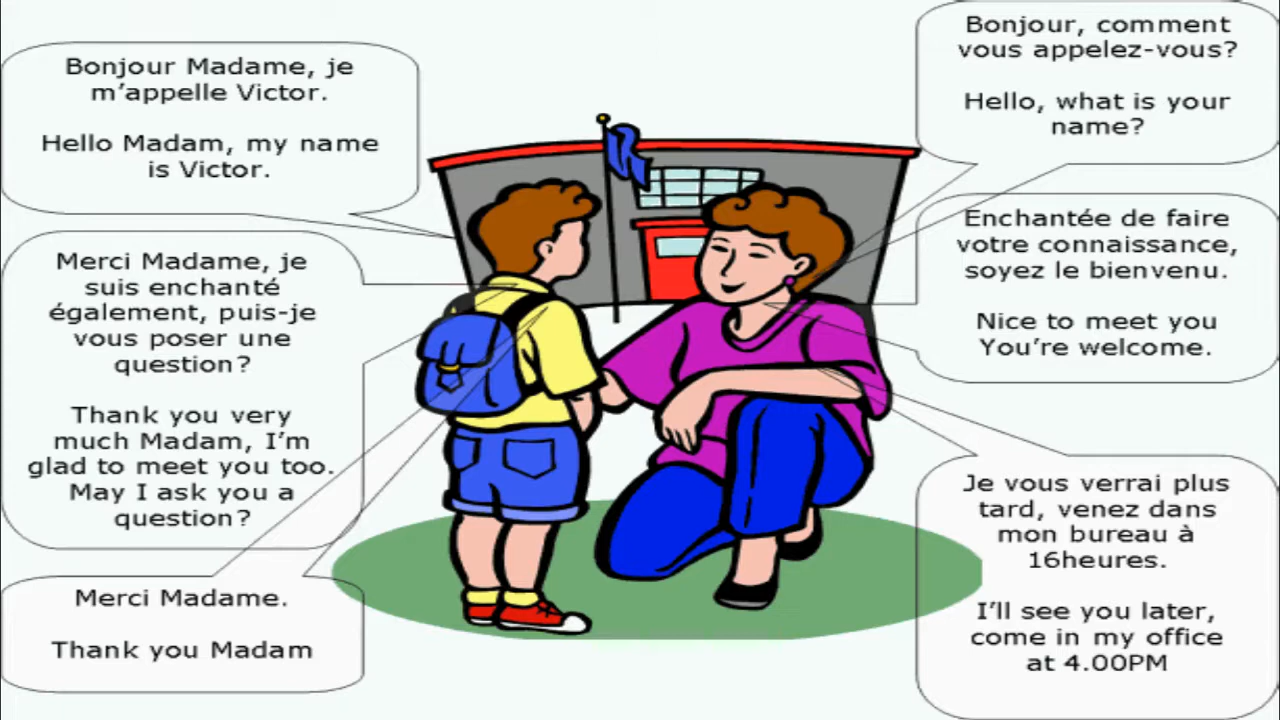 Bonjour, comment
vous appelez-vous?
Hello, what is your
name?
Bonjour Madame, je
m’appelle Victor.
Hello Madam, my name
is Victor.
Enchantée de faire
votre connaissance,
soyez le bienvenu.
Nice to meet you
You’re welcome.
Merci Madame, je
suis enchanté
également, puis-je
vous poser une
question?
Thank you very
much Madam, I’m
glad to meet you too.
May I ask you a
question?
Je vous verrai plus
tard, venez dans
mon bureau à
16heures.
I’ll see you later,
come in my office
at 4.00PM
Merci Madame.
Thank you Madam